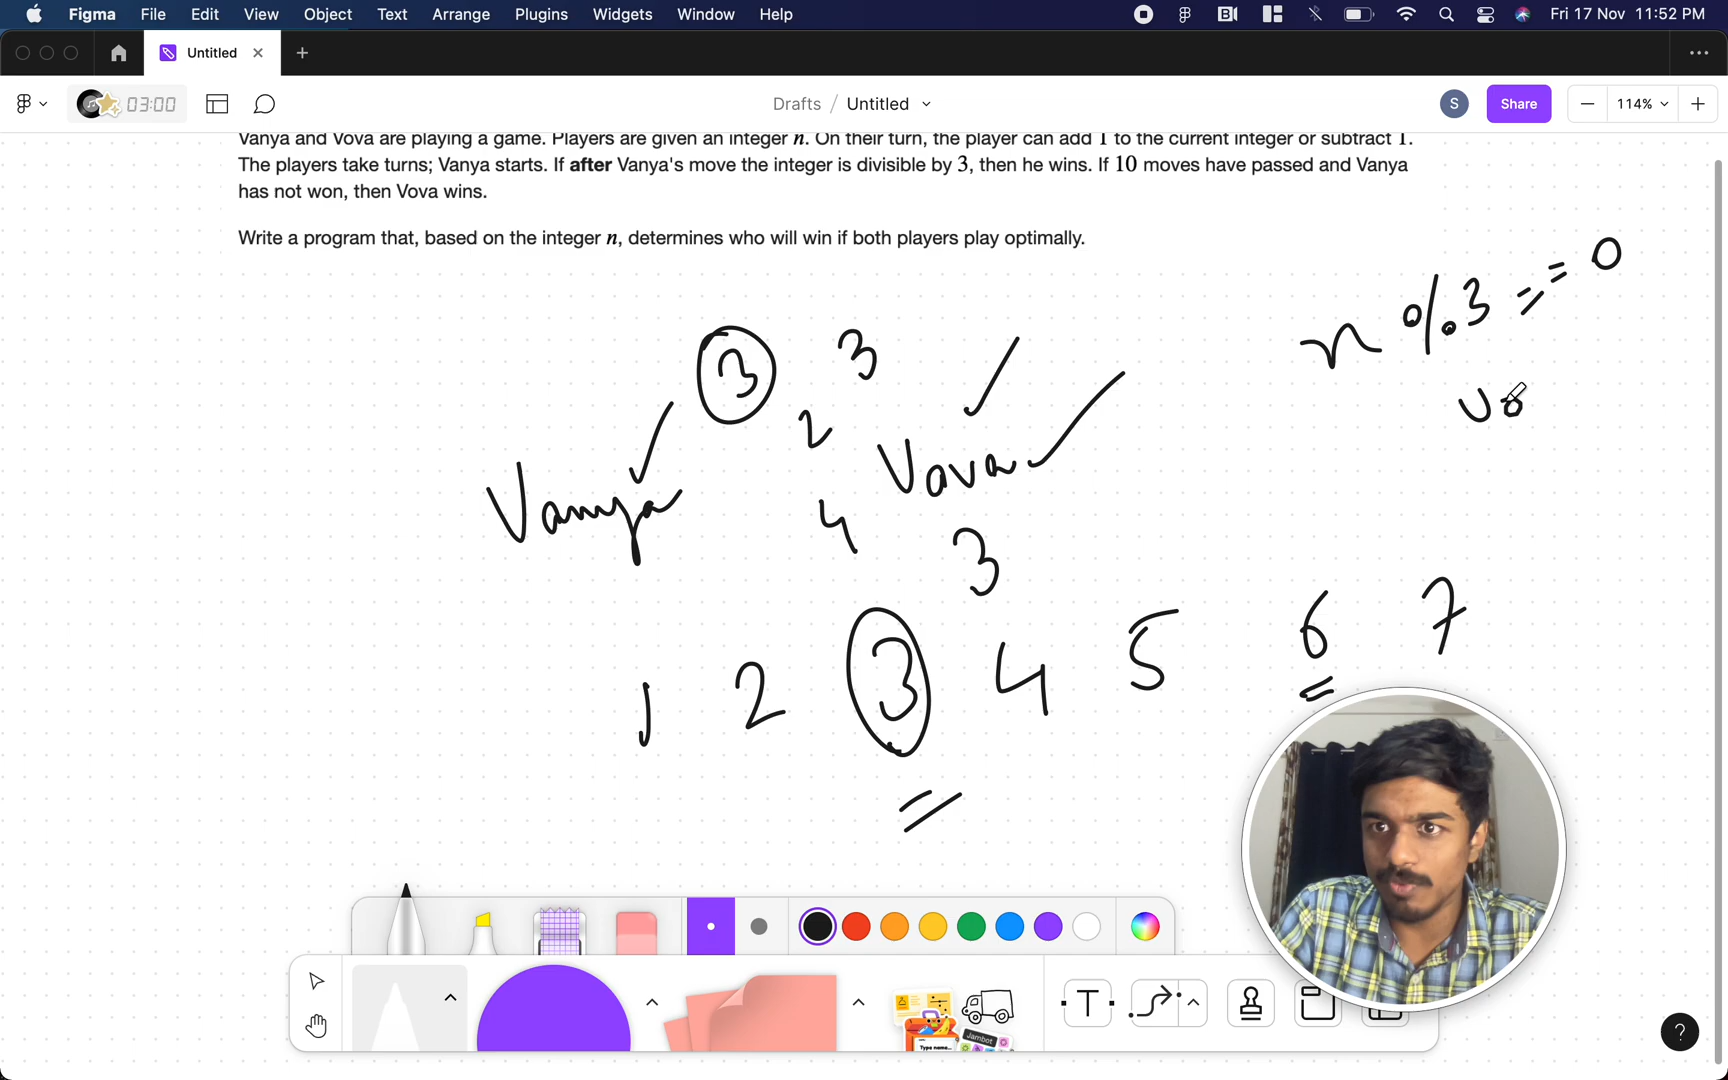 Figma File Edit View Object Text Arrange Plugins Widgets Window Help Fri 17 Nov 11:52 PM
Untitled
03:00 Drafts / Untitled S Share 114%
Vanya and Vova are playing a game. Players are given an integer n. On their turn, the player can add 1 to the current integer or subtract 1.
The players take turns; Vanya starts. If after Vanya's move the integer is divisible by 3, then he wins. If 10 moves have passed and Vanya
has not won, then Vova wins.
Write a program that, based on the integer n, determines who will win if both players play optimally.
n % 3 == 0
3 3
vo
2
Vanya Vova
4
3
1 2 3 4 5 6 7
T
Type name...
Jambot
?